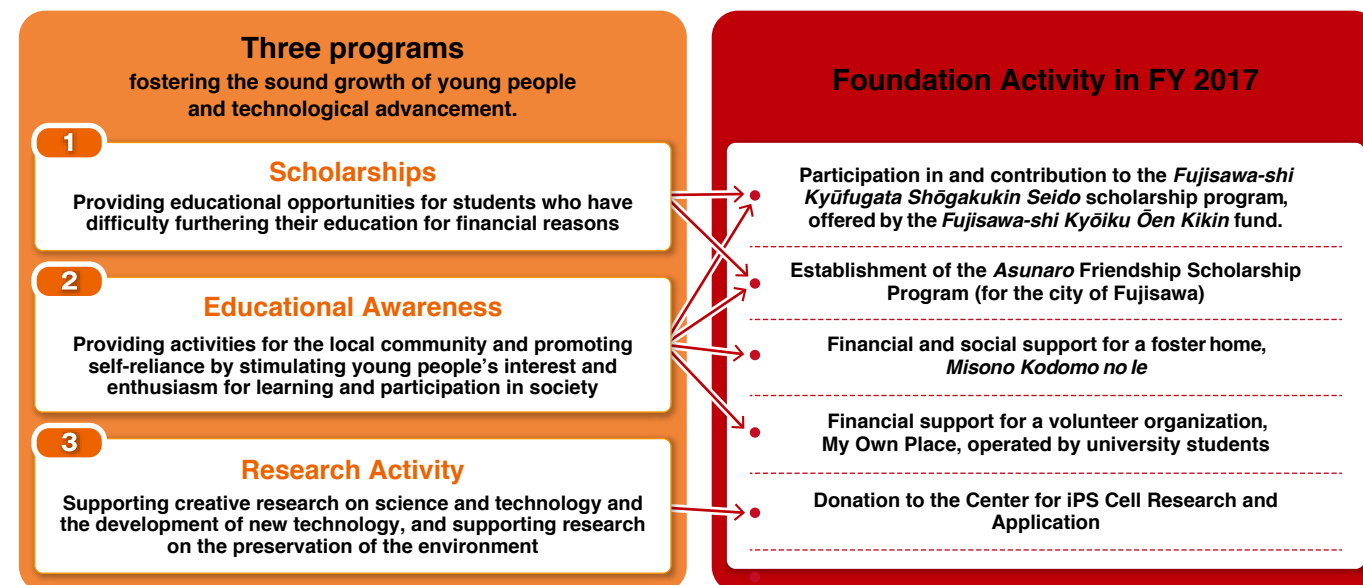 Three programs
fostering the sound growth of young people
and technological advancement.
1
Scholarships
Providing educational opportunities for students who have
difficulty furthering their education for financial reasons
2
Educational Awareness
Providing activities for the local community and promoting
self-reliance by stimulating young people’s interest and
enthusiasm for learning and participation in society
3
Research Activity
Supporting creative research on science and technology and
the development of new technology, and supporting research
on the preservation of the environment
Foundation Activity in FY 2017
Participation in and contribution to the Fujisawa-shi
Kyūfugata Shōgakukin Seido scholarship program,
offered by the Fujisawa-shi Kyōiku Ōen Kikin fund.
Establishment of the Asunaro Friendship Scholarship
Program (for the city of Fujisawa)
Financial and social support for a foster home,
Misono Kodomo no Ie
Financial support for a volunteer organization,
My Own Place, operated by university students
Donation to the Center for iPS Cell Research and
Application